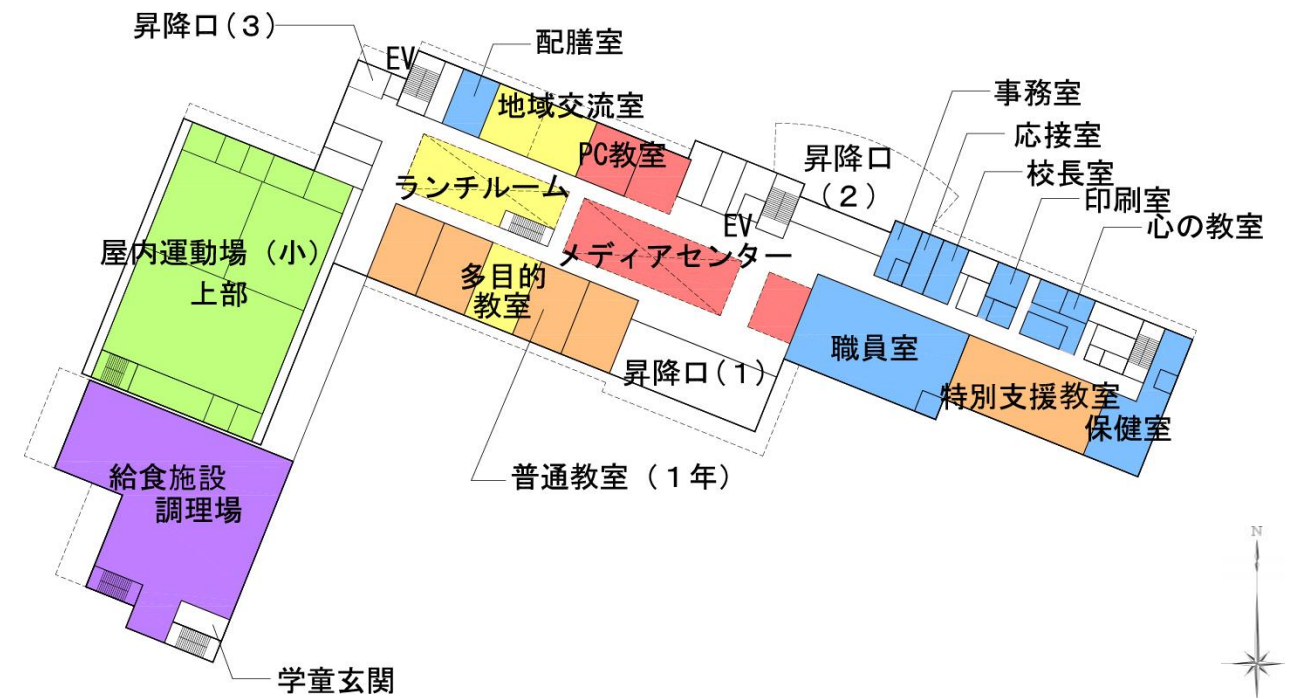 昇降口(3)
EV
配膳室
地域交流室
PC教室
ランチルーム
昇降口
(2)
事務室
応接室
校長室
印刷室
心の教室
EV
メディアセンター
屋内運動場(小)
上部
多目的
教室
職員室
昇降口(1)
特別支援教室
保健室
給食施設
調理場
普通教室(1年)
学童玄関
N